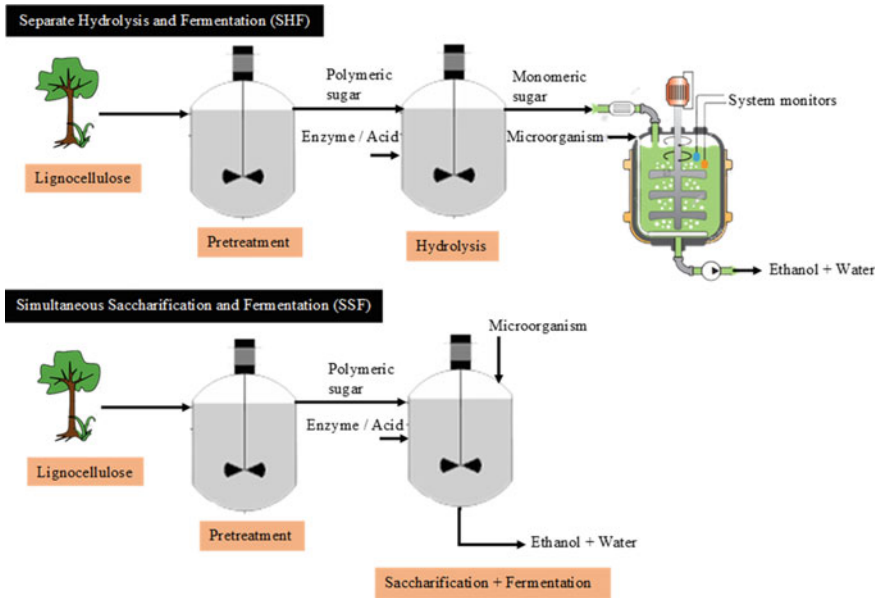 Separate Hydrolysis and Fermentation (SHF)
Polymeric
sugar
Monomeric
sugar
System monitors
Enzyme / Acid
Microorganism
Lignocellulose
Pretreatment
Hydrolysis
Ethanol + Water
Simultaneous Saccharification and Fermentation (SSF)
Microorganism
Polymeric
sugar
Enzyme / Acid
Lignocellulose
Pretreatment
Ethanol + Water
Saccharification + Fermentation